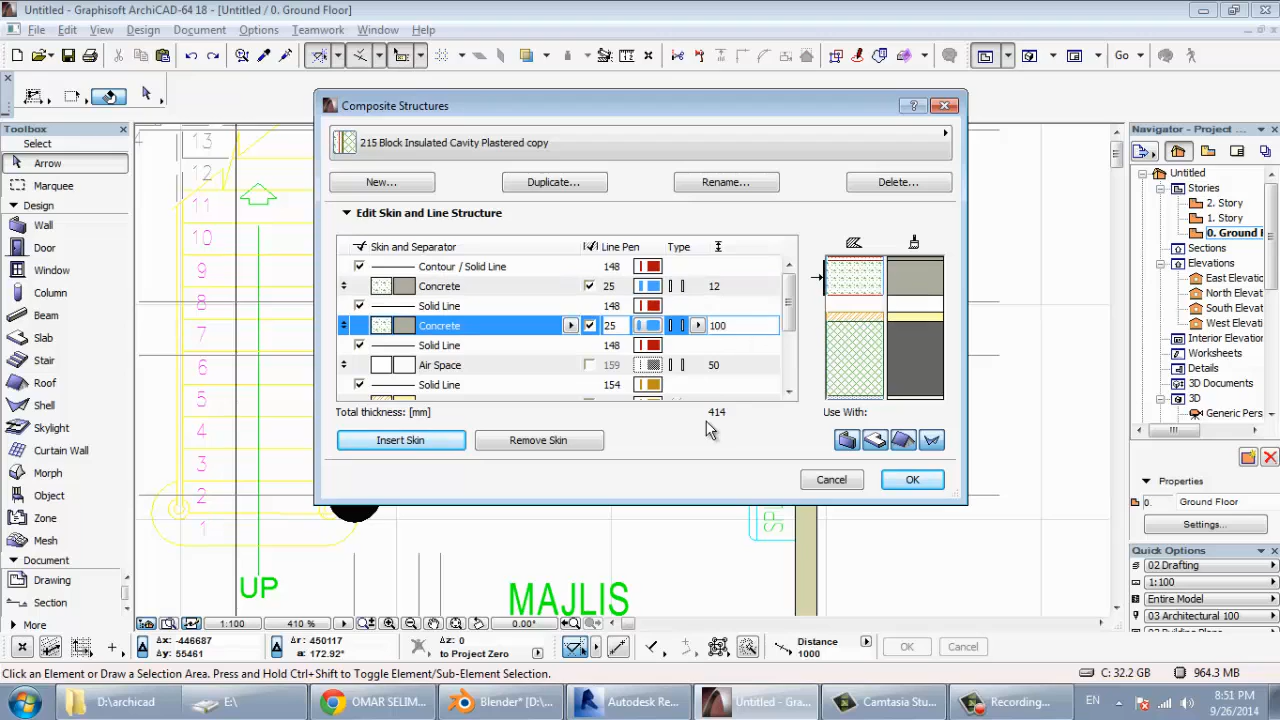 Untitled - Graphisoft ArchiCAD-64 18 - [Untitled / 0. Ground Floor]
File Edit View Design Document Options Teamwork Window Help
Go
Toolbox
Select
Arrow
Marquee
Design
Wall
Door
Window
Column
Beam
Slab
Stair
Roof
Shell
Skylight
Curtain Wall
Morph
Object
Zone
Mesh
Document
Drawing
Section
More
13
12
11
10
9
8
7
6
5
4
3
2
1
UP
MAJLIS
Composite Structures
215 Block Insulated Cavity Plastered copy
New... Duplicate... Rename... Delete...
Edit Skin and Line Structure
Skin and Separator Line Pen Type
Contour / Solid Line 148
Concrete 25 12
Solid Line 148
Concrete 25 100
Solid Line 148
Air Space 159 50
Solid Line 154
Total thickness: [mm] 414
Use With:
Insert Skin Remove Skin
Cancel OK
Navigator - Project
Untitled
Stories
2. Story
1. Story
0. Ground
Sections
Elevations
East Elevation
North Elevation
South Elevation
West Elevation
Interior Elevation
Worksheets
Details
3D Documents
3D
Generic Pers
Properties
0. Ground Floor
Settings...
Quick Options
02 Drafting
1:100
Entire Model
03 Architectural 100
1:100 410 % 0.00°
Δx: -446687 Δr: 450117 Δz: 0 Distance
Δy: 55461 a: 172.92° to Project Zero 1000
OK Cancel
Click an Element or Draw a Selection Area. Press and Hold Ctrl+Shift to Toggle Element/Sub-Element Selection.
C: 32.2 GB 964.3 MB
D:\archicad E:\ OMAR SELIM... Blender* [D:\... Autodesk Re... Untitled - Gra... Camtasia Stu... Recording... EN 8:51 PM
9/26/2014